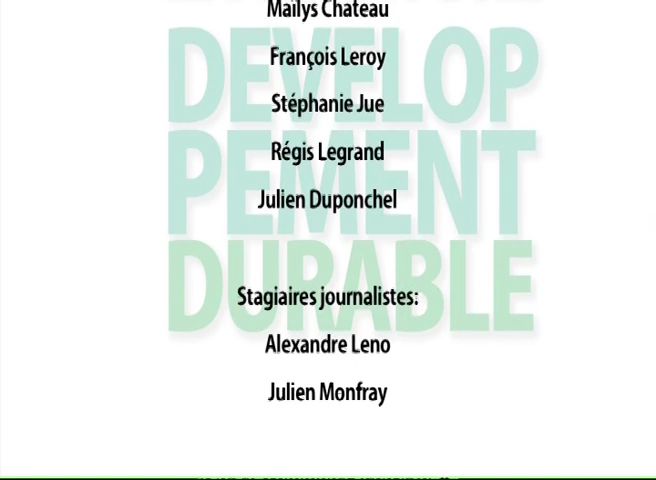 Maïlys Chateau
François Leroy
Stéphanie Jue
Régis Legrand
Julien Duponchel
DEVELOP
PEMENT
DURABLE
Stagiaires journalistes:
Alexandre Leno
Julien Monfray